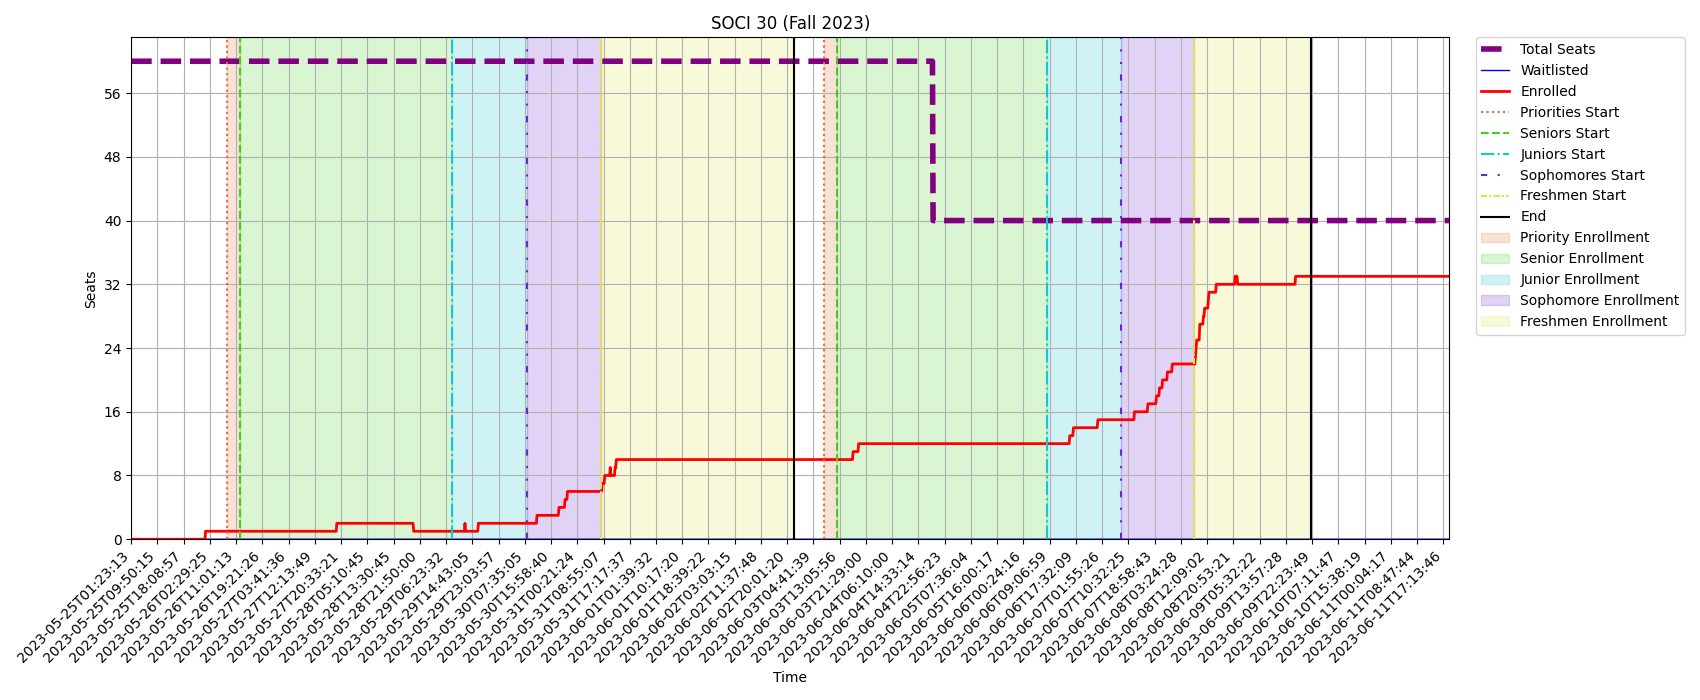 SOCI 30 (Fall 2023)
Seats
56
48
40
32
24
16
8
0
2023-05-25T01:23:13
2023-05-25T09:50:15
2023-05-25T18:08:57
2023-05-26T02:29:25
2023-05-26T11:01:13
2023-05-26T19:21:26
2023-05-27T03:41:36
2023-05-27T12:13:49
2023-05-27T20:33:21
2023-05-28T05:10:45
2023-05-28T13:30:45
2023-05-28T21:50:00
2023-05-29T06:23:32
2023-05-29T14:43:05
2023-05-29T23:03:57
2023-05-30T07:35:05
2023-05-30T15:58:40
2023-05-31T00:21:24
2023-05-31T08:55:07
2023-05-31T17:17:37
2023-06-01T01:39:32
2023-06-01T10:17:20
2023-06-01T18:39:22
2023-06-02T03:03:15
2023-06-02T11:37:48
2023-06-02T20:01:20
2023-06-03T04:41:39
2023-06-03T13:05:56
2023-06-03T21:29:00
2023-06-04T06:10:00
2023-06-04T14:33:14
2023-06-04T22:56:23
2023-06-05T07:36:04
2023-06-05T16:00:17
2023-06-06T00:24:16
2023-06-06T09:06:59
2023-06-06T17:32:09
2023-06-07T01:55:26
2023-06-07T10:32:25
2023-06-07T18:58:43
2023-06-08T03:24:28
2023-06-08T12:09:02
2023-06-08T20:53:21
2023-06-09T05:32:22
2023-06-09T13:57:28
2023-06-09T22:23:49
2023-06-10T07:11:47
2023-06-10T15:38:19
2023-06-11T00:04:17
2023-06-11T08:47:44
2023-06-11T17:13:46
Time
Total Seats
Waitlisted
Enrolled
Priorities Start
Seniors Start
Juniors Start
Sophomores Start
Freshmen Start
End
Priority Enrollment
Senior Enrollment
Junior Enrollment
Sophomore Enrollment
Freshmen Enrollment